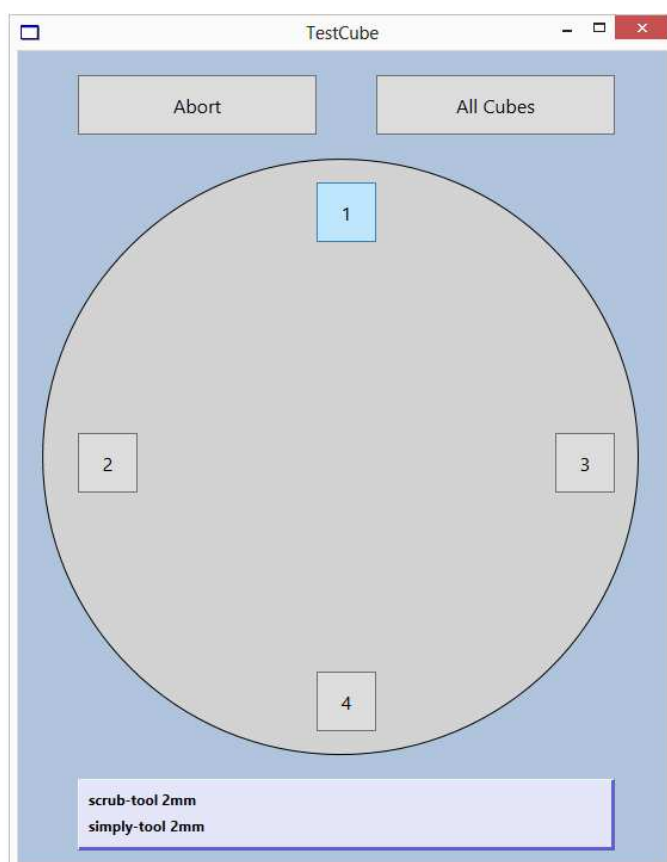 TestCube
Abort
All Cubes
1
2
3
4
scrub-tool 2mm
simply-tool 2mm